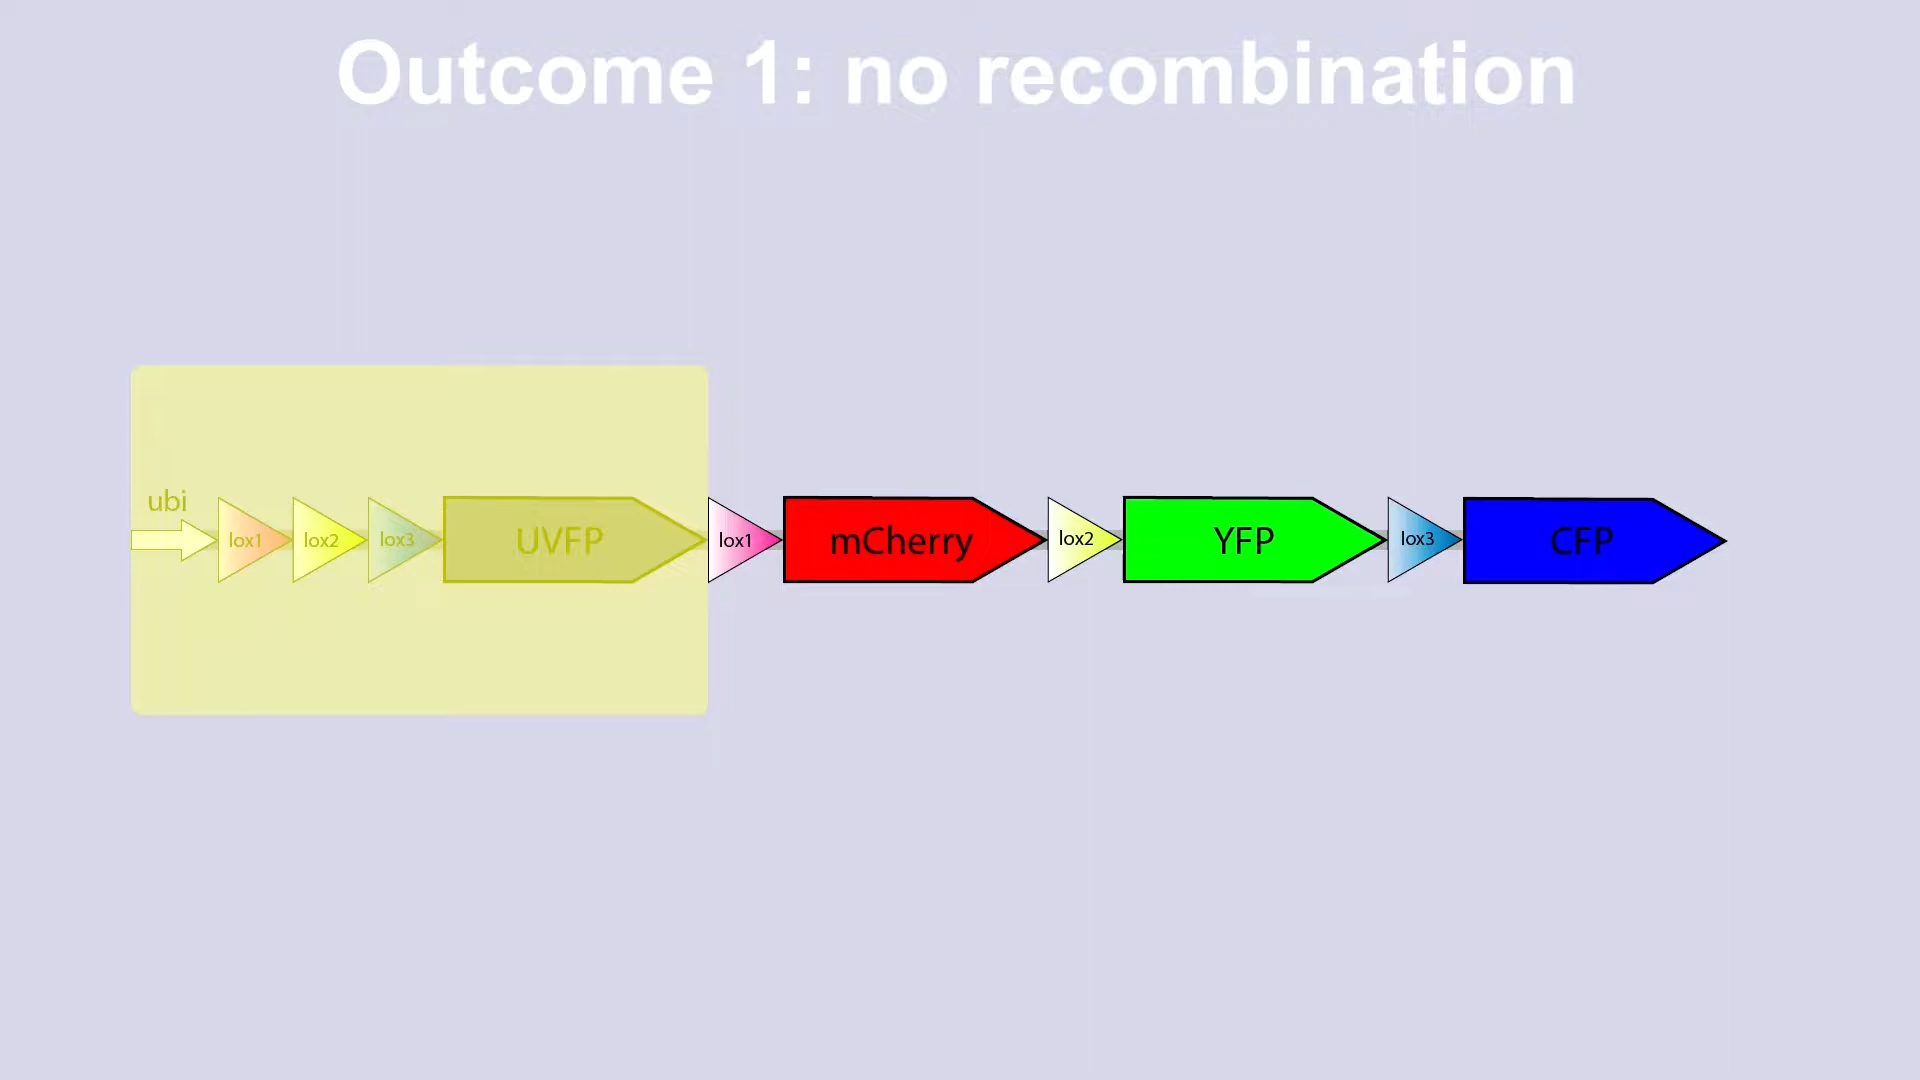 Outcome 1: no recombination
ubi
lox1 lox2 lox3 UVFP lox1 mCherry lox2 YFP lox3 CFP